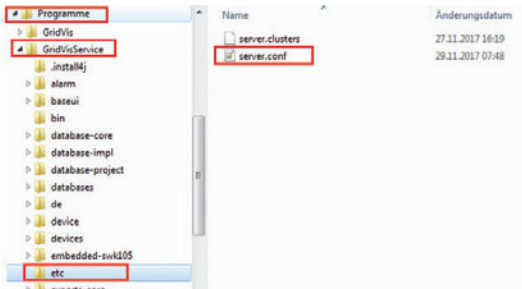 Programme
GridVis
GridVisService
.install4j
alarm
baseui
bin
database-core
database-impl
database-project
databases
de
device
devices
embedded-swk105
etc
Name
Änderungsdatum
server.clusters
27.11.2017 16:19
server.conf
29.11.2017 07:48